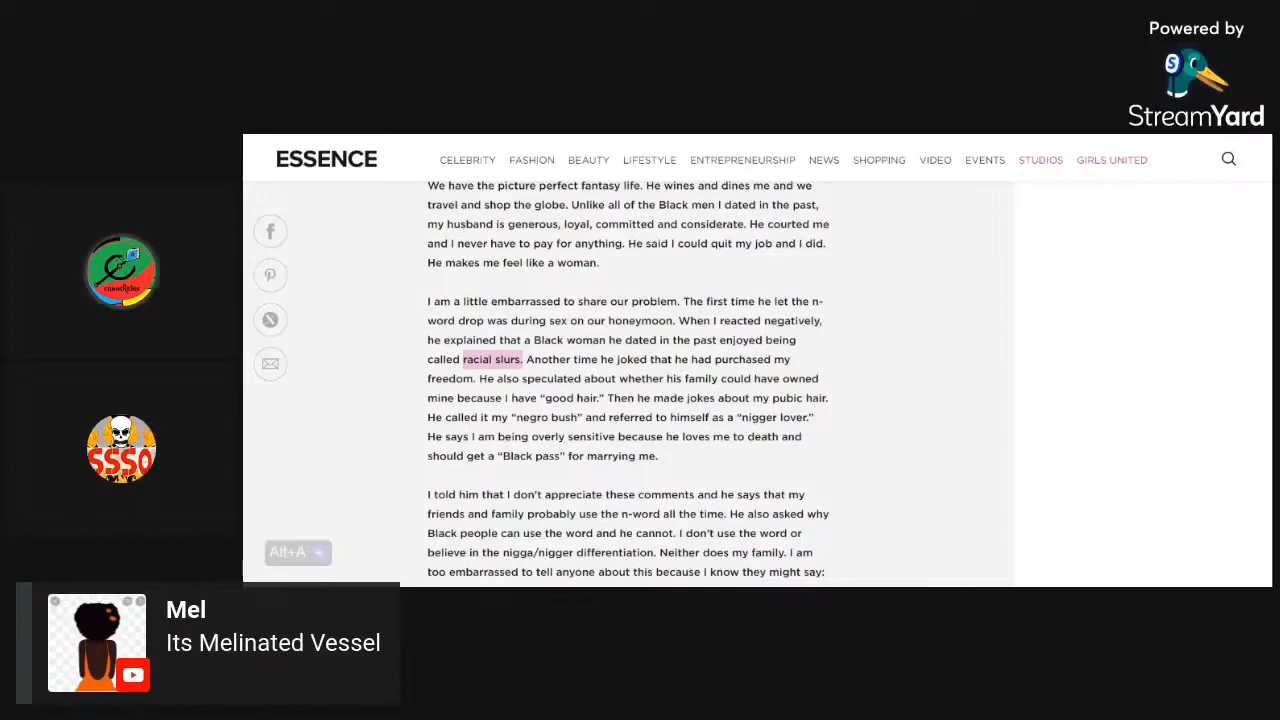 Powered by
StreamYard
ESSENCE
CELEBRITY FASHION BEAUTY LIFESTYLE ENTREPRENEURSHIP NEWS SHOPPING VIDEO EVENTS STUDIOS GIRLS UNITED
We have the picture perfect fantasy life. He wines and dines me and we
travel and shop the globe. Unlike all of the Black men I dated in the past,
my husband is generous, loyal, committed and considerate. He courted me
and I never have to pay for anything. He said I could quit my job and I did.
He makes me feel like a woman.
I am a little embarrassed to share our problem. The first time he let the n-
word drop was during sex on our honeymoon. When I reacted negatively,
he explained that a Black woman he dated in the past enjoyed being
called racial slurs. Another time he joked that he had purchased my
freedom. He also speculated about whether his family could have owned
mine because I have “good hair.” Then he made jokes about my pubic hair.
He called it my “negro bush” and referred to himself as a “nigger lover.”
He says I am being overly sensitive because he loves me to death and
should get a “Black pass” for marrying me.
I told him that I don’t appreciate these comments and he says that my
friends and family probably use the n-word all the time. He also asked why
Black people can use the word and he cannot. I don’t use the word or
believe in the nigga/nigger differentiation. Neither does my family. I am
too embarrassed to tell anyone about this because I know they might say:
Alt+A
SSSO
Mel
Its Melinated Vessel